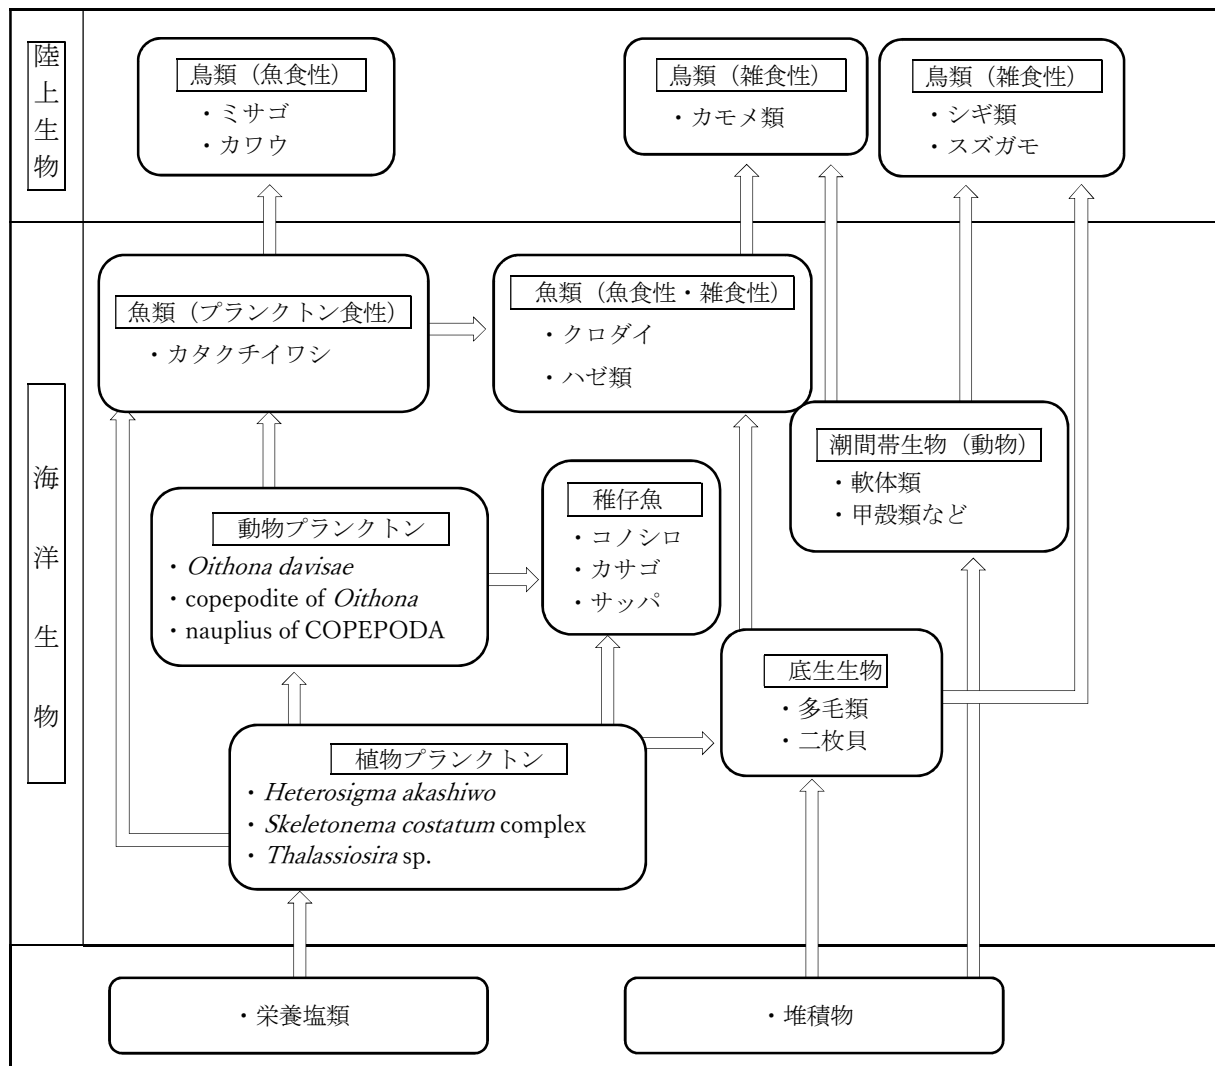 陸上生物
鳥類（魚食性）
・ミサゴ
・カワウ
鳥類（雑食性）
・カモメ類
鳥類（雑食性）
・シギ類
・スズガモ
海洋生物
魚類（プランクトン食性）
・カタクチイワシ
魚類（魚食性・雑食性）
・クロダイ
・ハゼ類
潮間帯生物（動物）
・軟体類
・甲殻類など
動物プランクトン
・Oithona davisae
・copepodite of Oithona
・nauplius of COPEPODA
稚仔魚
・コノシロ
・カサゴ
・サッパ
底生生物
・多毛類
・二枚貝
植物プランクトン
・Heterosigma akashiwo
・Skeletonema costatum complex
・Thalassiosira sp.
・栄養塩類
・堆積物